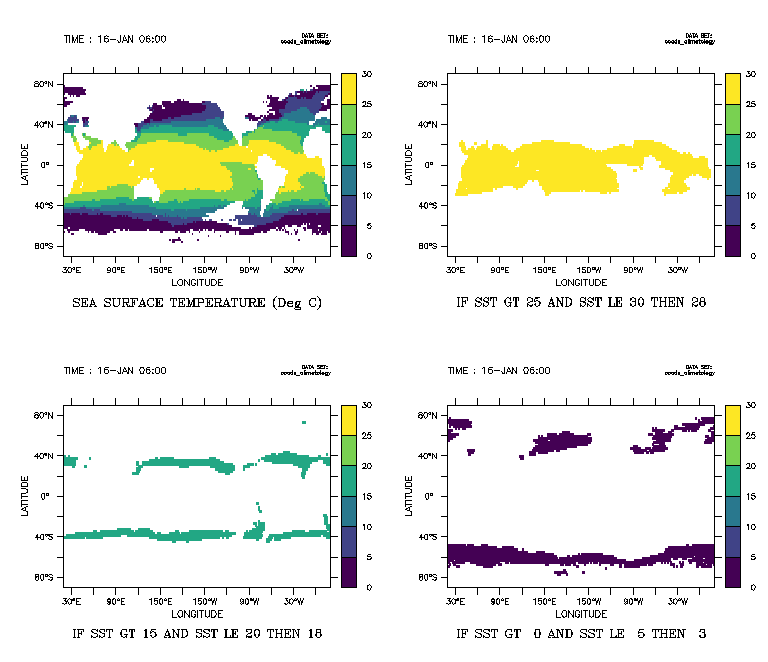 TIME : 16-JAN 06:00
DATA SET:
coads_climatology
TIME : 16-JAN 06:00
DATA SET:
coads_climatology
80°N
40°N
0°
40°S
80°S
LATITUDE
30°E 90°E 150°E 150°W 90°W 30°W
LONGITUDE
30
25
20
15
10
5
0
SEA SURFACE TEMPERATURE (Deg C)
80°N
40°N
0°
40°S
80°S
LATITUDE
30°E 90°E 150°E 150°W 90°W 30°W
LONGITUDE
30
25
20
15
10
5
0
IF SST GT 25 AND SST LE 30 THEN 28
TIME : 16-JAN 06:00
DATA SET:
coads_climatology
TIME : 16-JAN 06:00
DATA SET:
coads_climatology
80°N
40°N
0°
40°S
80°S
LATITUDE
30°E 90°E 150°E 150°W 90°W 30°W
LONGITUDE
30
25
20
15
10
5
0
IF SST GT 15 AND SST LE 20 THEN 18
80°N
40°N
0°
40°S
80°S
LATITUDE
30°E 90°E 150°E 150°W 90°W 30°W
LONGITUDE
30
25
20
15
10
5
0
IF SST GT 0 AND SST LE 5 THEN 3